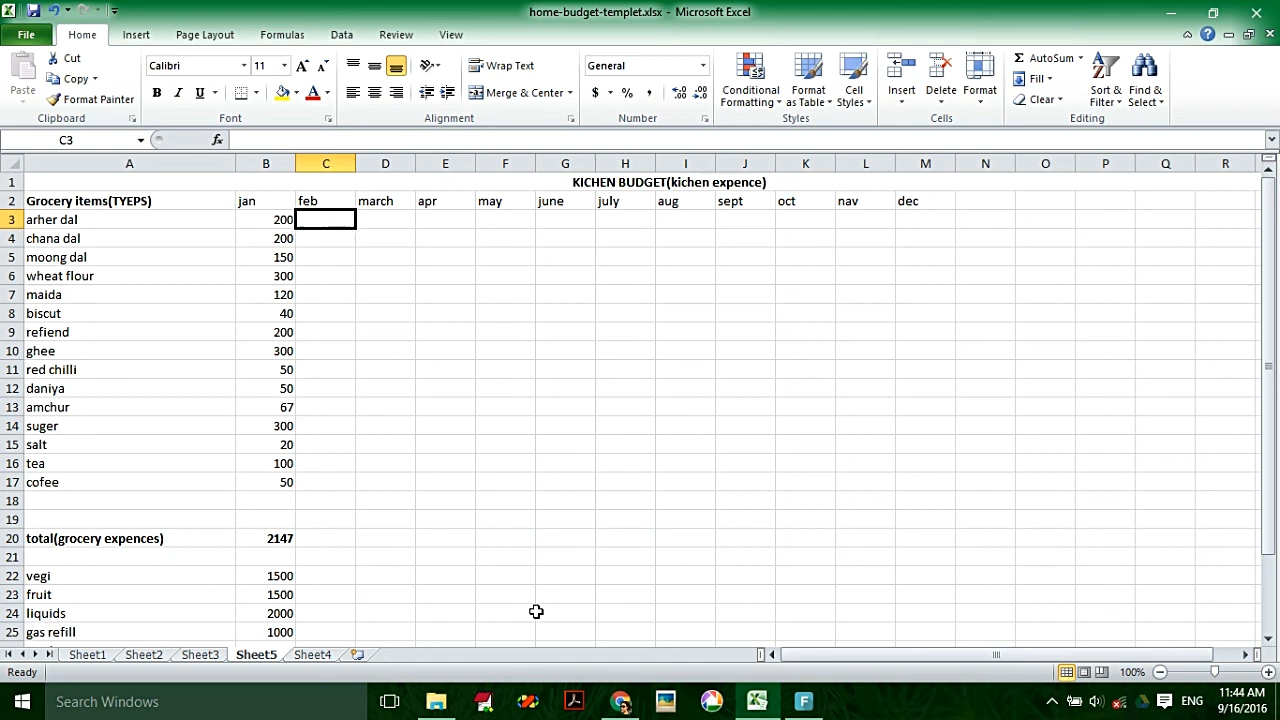 home-budget-templet.xlsx - Microsoft Excel
File Home Insert Page Layout Formulas Data Review View
Paste Cut Copy Format Painter Clipboard
Calibri 11 B I U A Font
Wrap Text Merge & Center Alignment
General $ % , Number
Conditional Formatting Format as Table Cell Styles Styles
Insert Delete Format Cells
AutoSum Fill Clear Sort & Filter Find & Select Editing
C3 fx
A B C D E F G H I J K L M N O P Q R
1 KICHEN BUDGET(kichen expence)
2 Grocery items(TYEPS) jan feb march apr may june july aug sept oct nav dec
3 arher dal 200
4 chana dal 200
5 moong dal 150
6 wheat flour 300
7 maida 120
8 biscut 40
9 refiend 200
10 ghee 300
11 red chilli 50
12 daniya 50
13 amchur 67
14 suger 300
15 salt 20
16 tea 100
17 cofee 50
18
19
20 total(grocery expences) 2147
21
22 vegi 1500
23 fruit 1500
24 liquids 2000
25 gas refill 1000
Sheet1 Sheet2 Sheet3 Sheet5 Sheet4
Ready 100%
Search Windows ENG 11:44 AM
9/16/2016